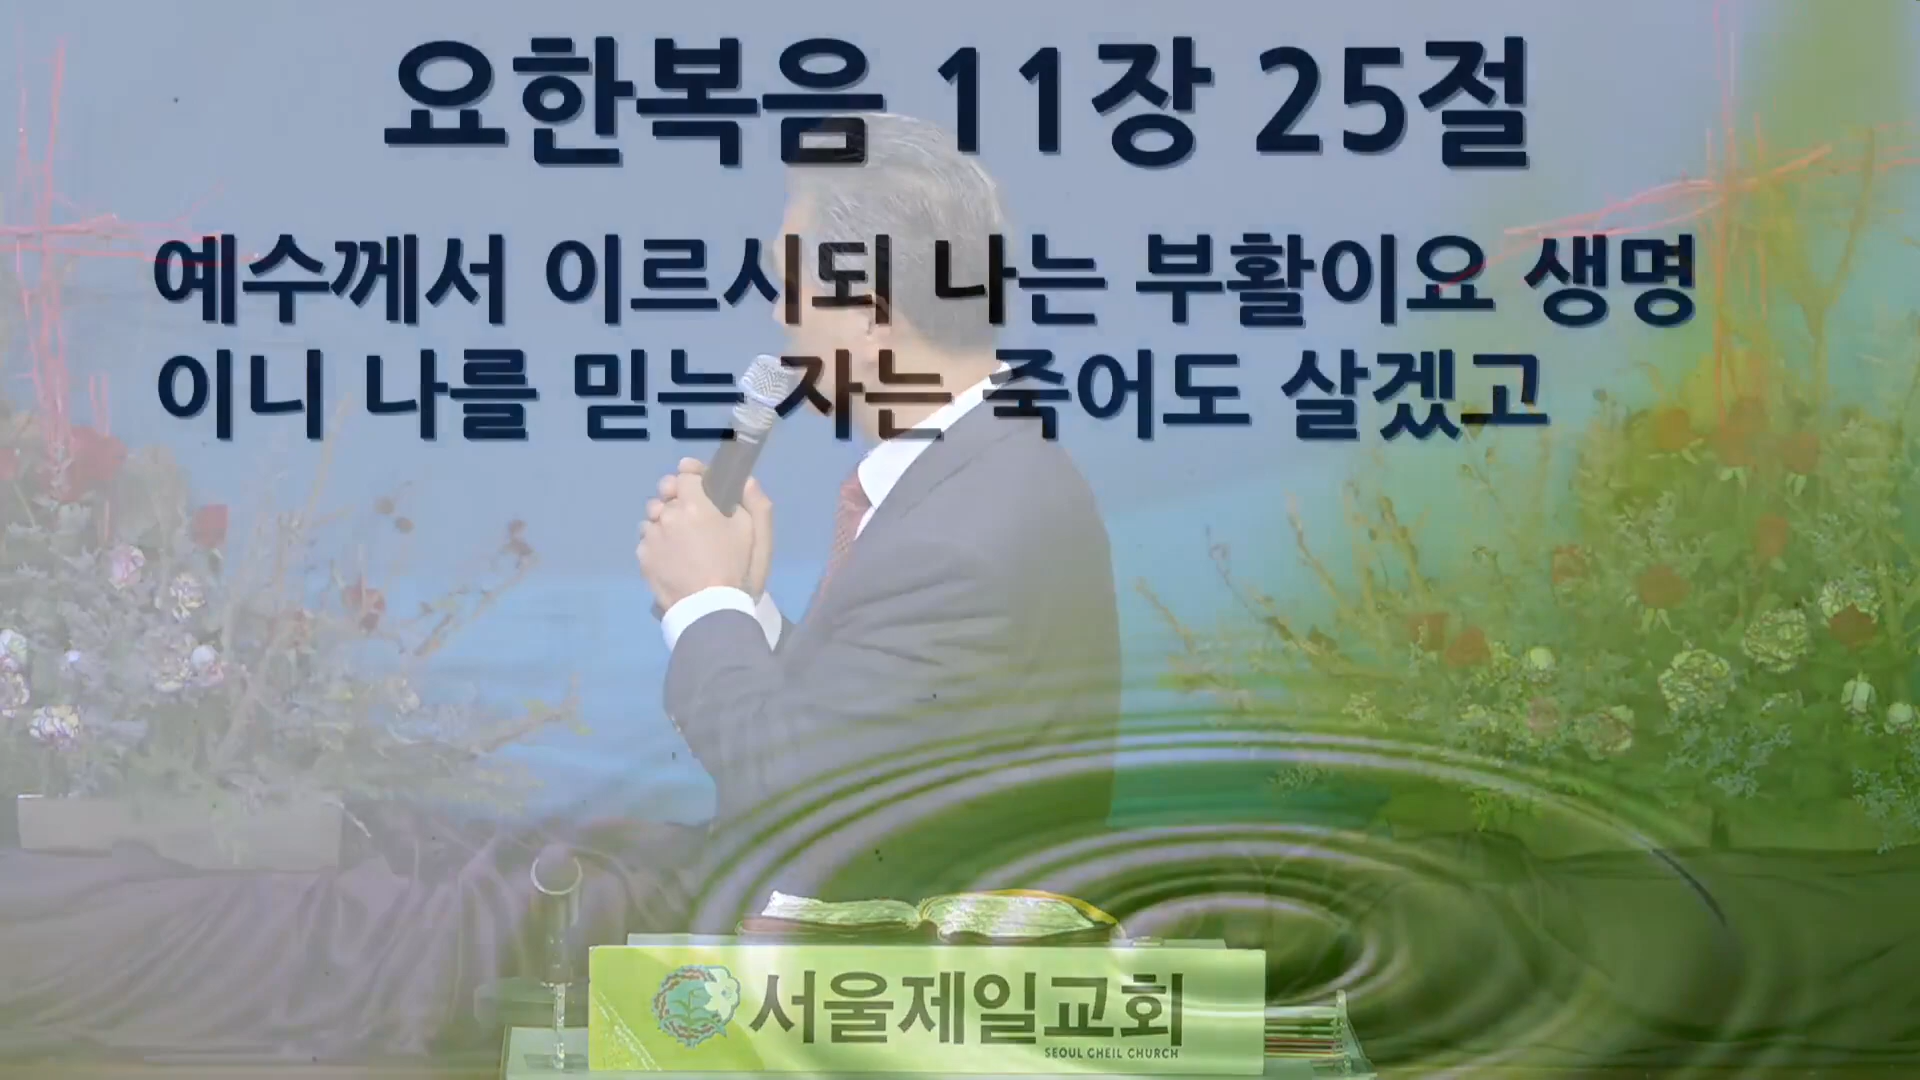 요한복음 11장 25절
예수께서 이르시되 나는 부활이요 생명
이니 나를 믿는 자는 죽어도 살겠고
서울제일교회
SEOUL CHEIL CHURCH